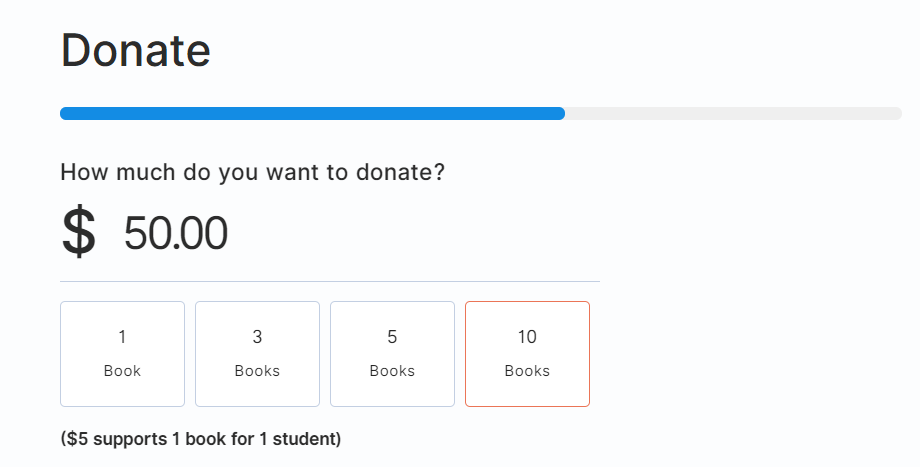 Donate
How much do you want to donate?
$ 50.00
1 3 5 10
Book Books Books Books
($5 supports 1 book for 1 student)